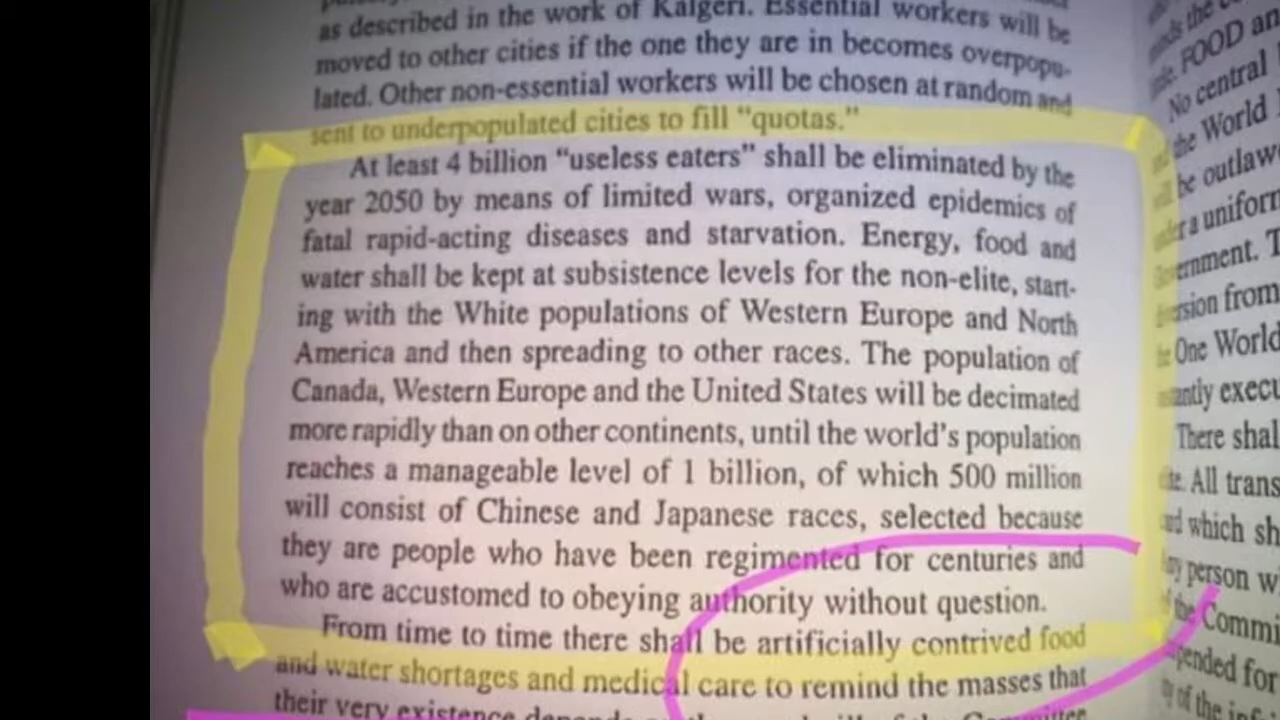 as described in the work of Kalgeri. Essential workers will be
moved to other cities if the one they are in becomes overpopu-
lated. Other non-essential workers will be chosen at random and
sent to underpopulated cities to fill “quotas.”
At least 4 billion “useless eaters” shall be eliminated by the
year 2050 by means of limited wars, organized epidemics of
fatal rapid-acting diseases and starvation. Energy, food and
water shall be kept at subsistence levels for the non-elite, start-
ing with the White populations of Western Europe and North
America and then spreading to other races. The population of
Canada, Western Europe and the United States will be decimated
more rapidly than on other continents, until the world's population
reaches a manageable level of 1 billion, of which 500 million
will consist of Chinese and Japanese races, selected because
they are people who have been regimented for centuries and
who are accustomed to obeying authority without question.
From time to time there shall be artificially contrived food
and water shortages and medical care to remind the masses that
their very existence
FOOD
No central
the World
be outlaw
a uniform
One World
There shal
All trans
which sh
person
the Commi
for
of the